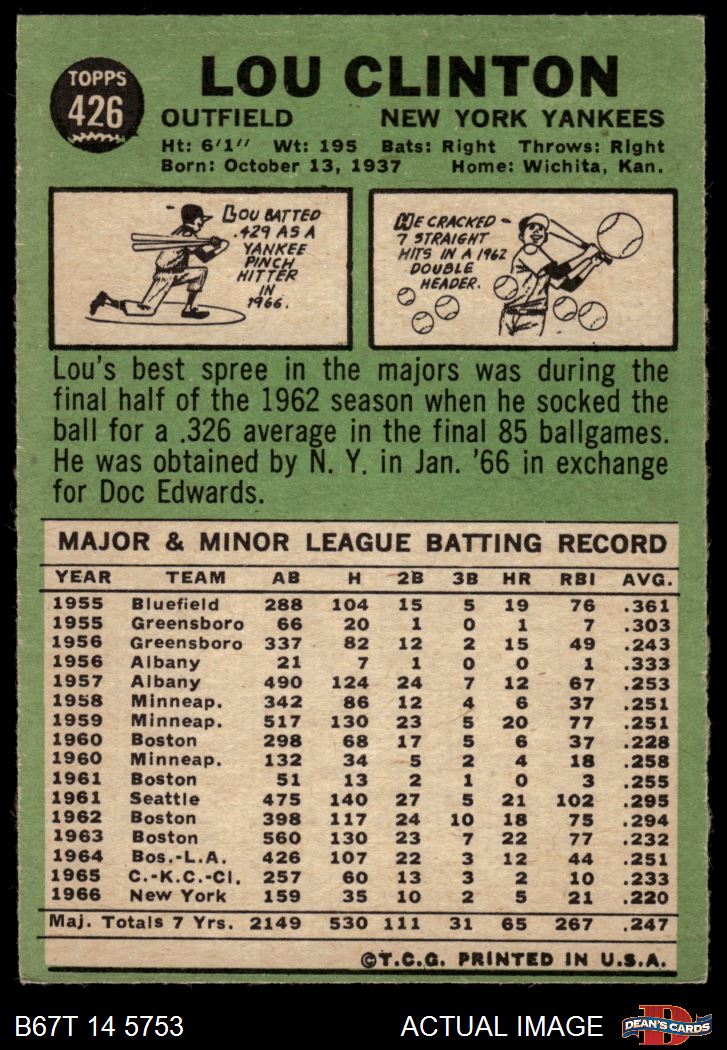 TOPPS
426
LOU CLINTON
OUTFIELD NEW YORK YANKEES
Ht: 6'1" Wt: 195 Bats: Right Throws: Right
Born: October 13, 1937 Home: Wichita, Kan.
LOU BATTED
.429 AS A
YANKEE
PINCH
HITTER
IN
1966.
HE CRACKED
7 STRAIGHT
HITS IN A 1962
DOUBLE
HEADER.
Lou's best spree in the majors was during the
final half of the 1962 season when he socked the
ball for a .326 average in the final 85 ballgames.
He was obtained by N. Y. in Jan. '66 in exchange
for Doc Edwards.
MAJOR & MINOR LEAGUE BATTING RECORD
YEAR TEAM AB H 2B 3B HR RBI AVG.
1955 Bluefield 288 104 15 5 19 76 .361
1955 Greensboro 66 20 1 0 1 7 .303
1956 Greensboro 337 82 12 2 15 49 .243
1956 Albany 21 7 1 0 0 1 .333
1957 Albany 490 124 24 7 12 67 .253
1958 Minneap. 342 86 12 4 6 37 .251
1959 Minneap. 517 130 23 5 20 77 .251
1960 Boston 298 68 17 5 6 37 .228
1960 Minneap. 132 34 5 2 4 18 .258
1961 Boston 51 13 2 1 0 3 .255
1961 Seattle 475 140 27 5 21 102 .295
1962 Boston 398 117 24 10 18 75 .294
1963 Boston 560 130 23 7 22 77 .232
1964 Bos.-L.A. 426 107 22 3 12 44 .251
1965 C.-K.C.-Cl. 257 60 13 3 2 10 .233
1966 New York 159 35 10 2 5 21 .220
Maj. Totals 7 Yrs. 2149 530 111 31 65 267 .247
©T.C.G. PRINTED IN U.S.A.
B67T 14 5753 ACTUAL IMAGE
DEAN'S CARDS